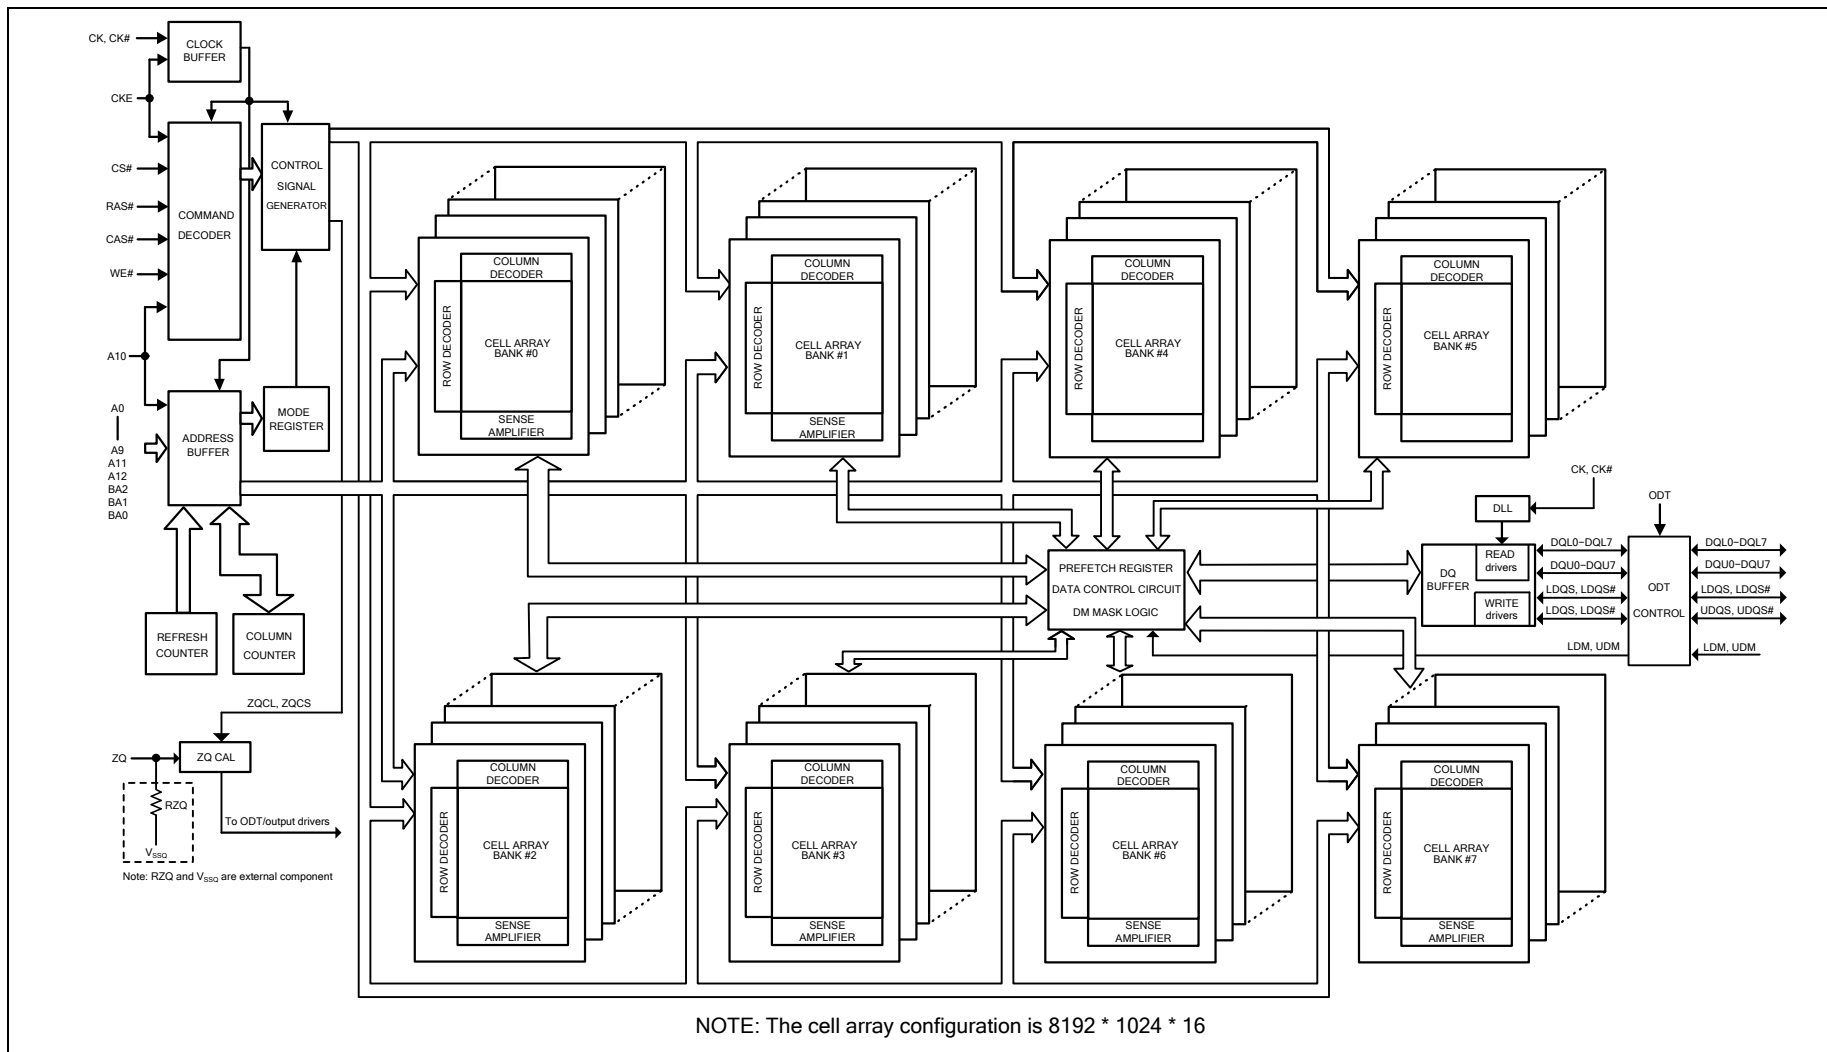 CK, CK#
CLOCK
BUFFER
CKE
CS#
RAS#
CAS#
WE#
A10
COMMAND
DECODER
CONTROL
SIGNAL
GENERATOR
A0
A9
A11
A12
BA2
BA1
BA0
ADDRESS
BUFFER
MODE
REGISTER
REFRESH
COUNTER
COLUMN
COUNTER
ZQCL, ZQCS
ZQ
ZQ CAL
RZQ
VSSQ
To ODT/output drivers
Note: RZQ and VSSQ are external component
COLUMN
DECODER
ROW DECODER
CELL ARRAY
BANK #0
SENSE
AMPLIFIER
COLUMN
DECODER
ROW DECODER
CELL ARRAY
BANK #1
SENSE
AMPLIFIER
COLUMN
DECODER
ROW DECODER
CELL ARRAY
BANK #4
COLUMN
DECODER
ROW DECODER
CELL ARRAY
BANK #5
PREFETCH REGISTER
DATA CONTROL CIRCUIT
DM MASK LOGIC
CK, CK#
DLL
ODT
DQ
BUFFER
READ
drivers
WRITE
drivers
DQL0-DQL7
DQU0-DQU7
LDQS, LDQS#
LDQS, LDQS#
LDM, UDM
ODT
CONTROL
DQL0-DQL7
DQU0-DQU7
LDQS, LDQS#
UDQS, UDQS#
LDM, UDM
COLUMN
DECODER
ROW DECODER
CELL ARRAY
BANK #2
SENSE
AMPLIFIER
COLUMN
DECODER
ROW DECODER
CELL ARRAY
BANK #3
SENSE
AMPLIFIER
COLUMN
DECODER
ROW DECODER
CELL ARRAY
BANK #6
SENSE
AMPLIFIER
COLUMN
DECODER
ROW DECODER
CELL ARRAY
BANK #7
SENSE
AMPLIFIER
NOTE: The cell array configuration is 8192 * 1024 * 16